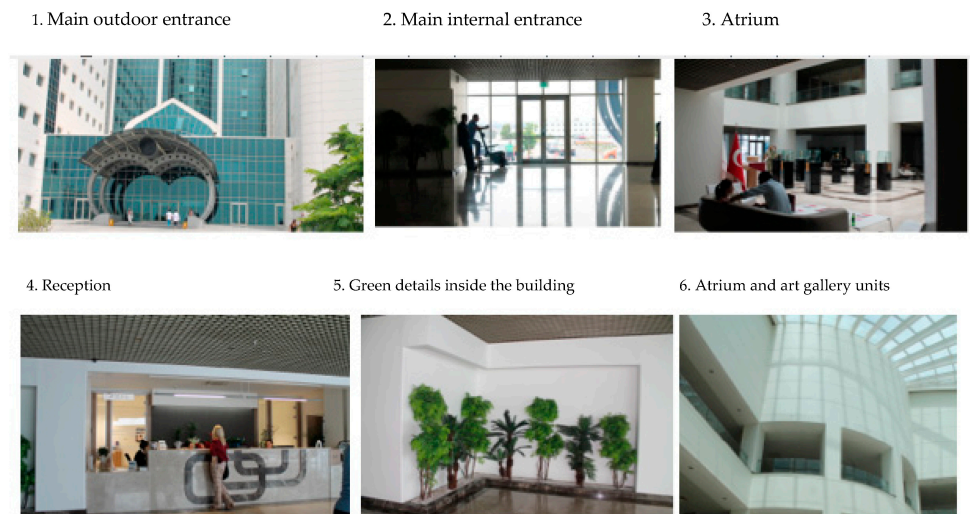 1. Main outdoor entrance
2. Main internal entrance
3. Atrium
4. Reception
5. Green details inside the building
6. Atrium and art gallery units